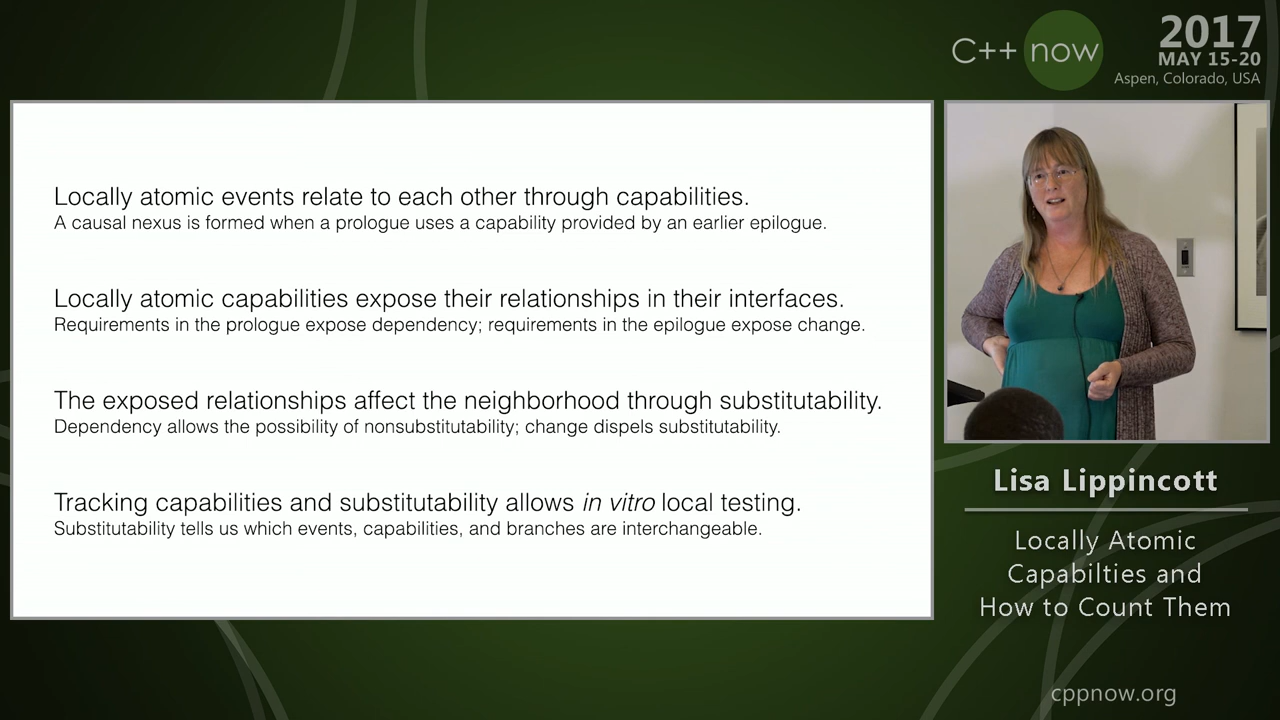 C++ now
2017
MAY 15-20
Aspen, Colorado, USA
Locally atomic events relate to each other through capabilities.
A causal nexus is formed when a prologue uses a capability provided by an earlier epilogue.
Locally atomic capabilities expose their relationships in their interfaces.
Requirements in the prologue expose dependency; requirements in the epilogue expose change.
The exposed relationships affect the neighborhood through substitutability.
Dependency allows the possibility of nonsubstitutability; change dispels substitutability.
Tracking capabilities and substitutability allows in vitro local testing.
Substitutability tells us which events, capabilities, and branches are interchangeable.
Lisa Lippincott
Locally Atomic
Capabilties and
How to Count Them
cppnow.org